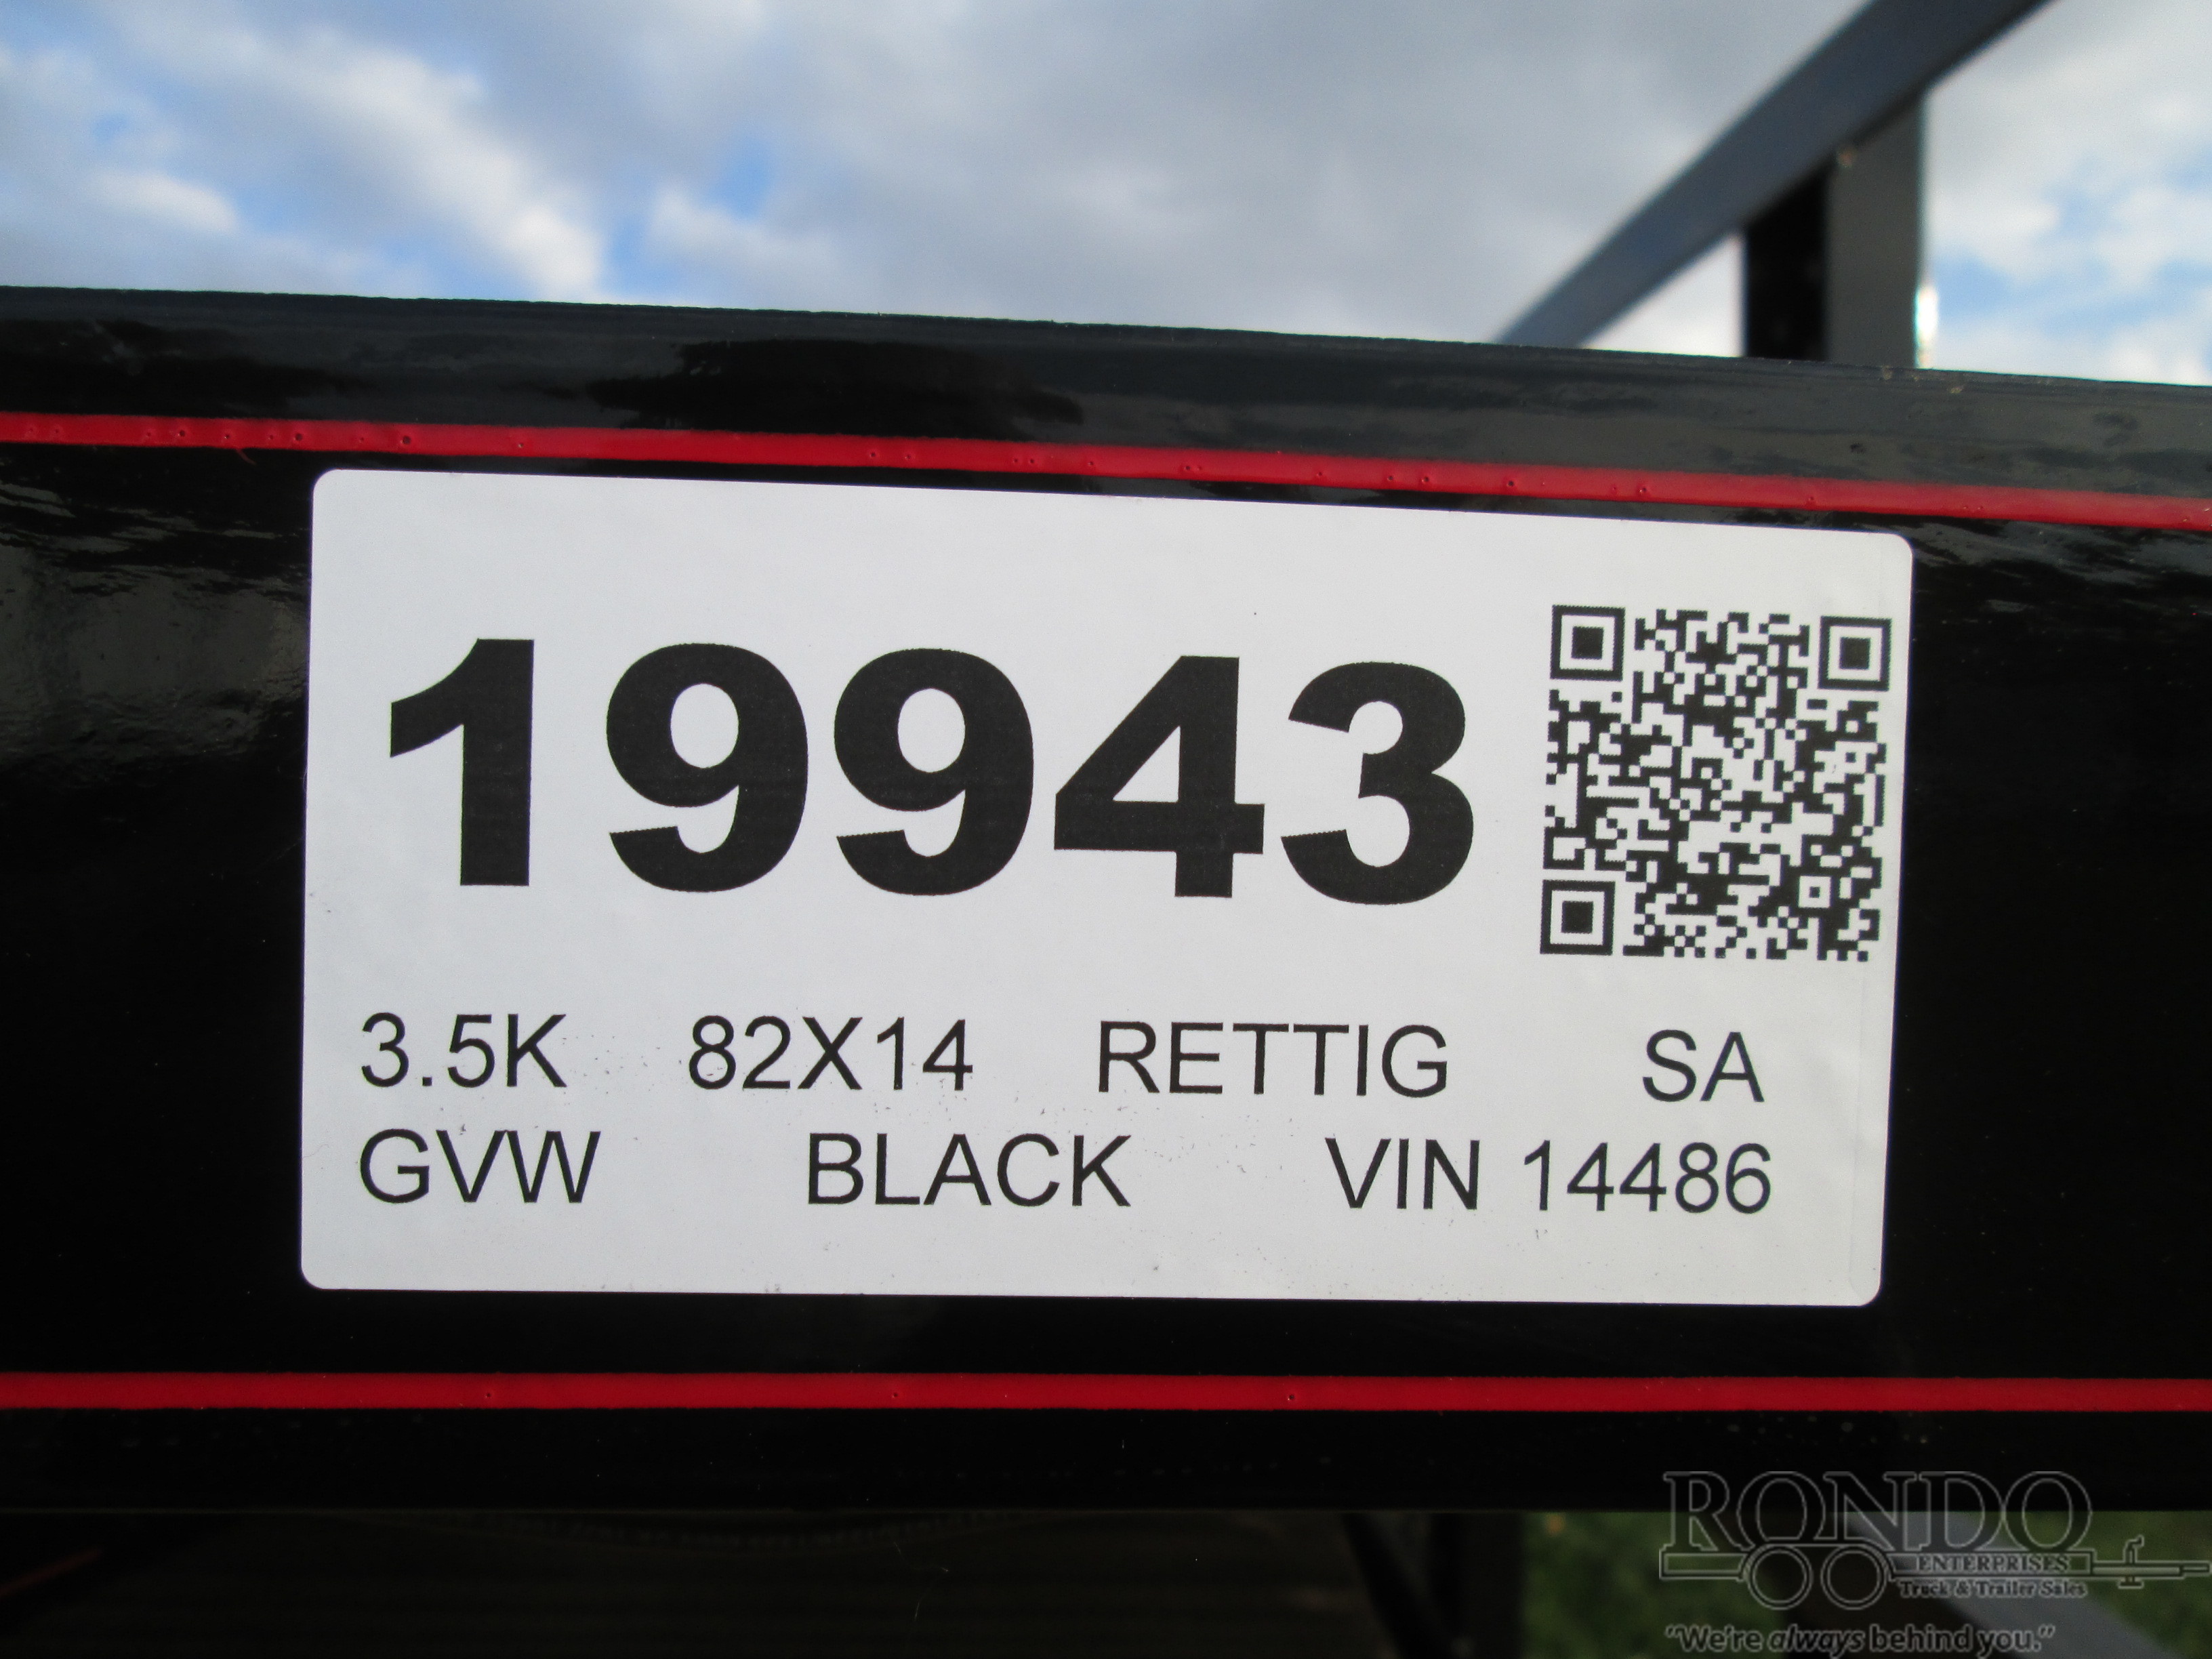 19943
3.5K 82X14 RETTIG SA
GVW BLACK VIN 14486
RONDO
ENTERPRISES
Truck & Trailer Sales
"We're always behind you."